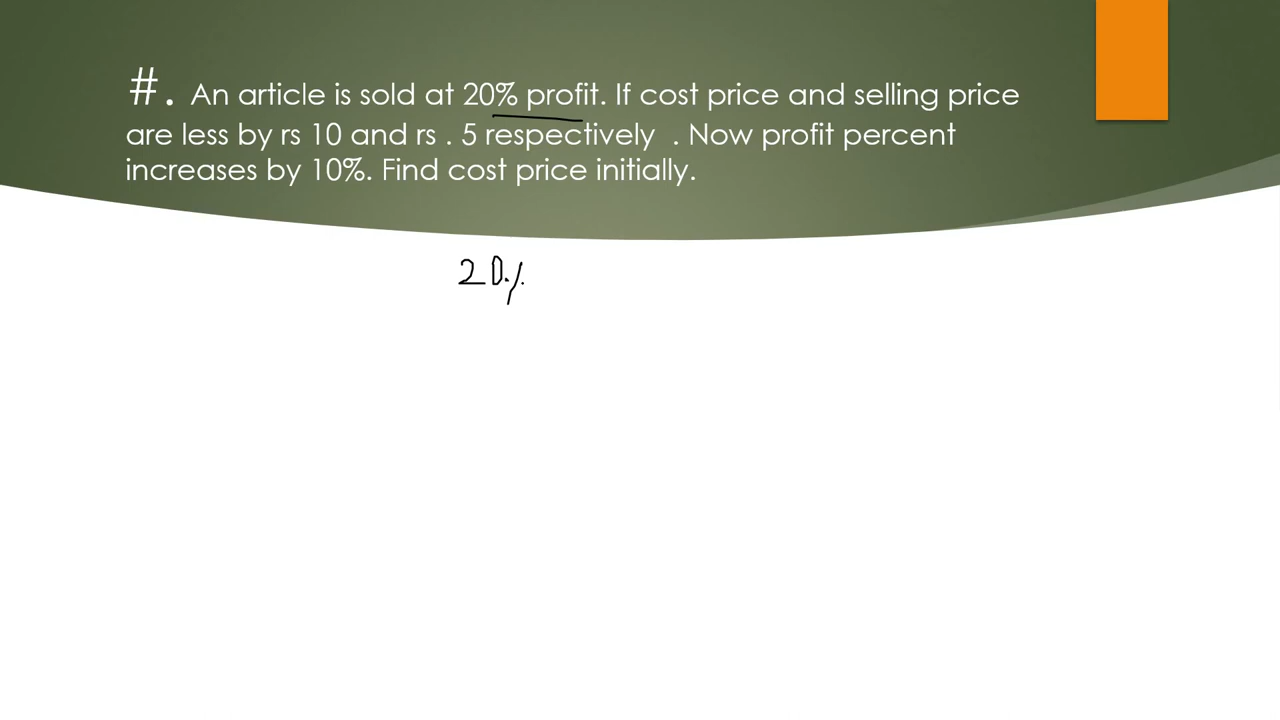 #. An article is sold at 20% profit. If cost price and selling price
are less by rs 10 and rs . 5 respectively . Now profit percent
increases by 10%. Find cost price initially.
20%